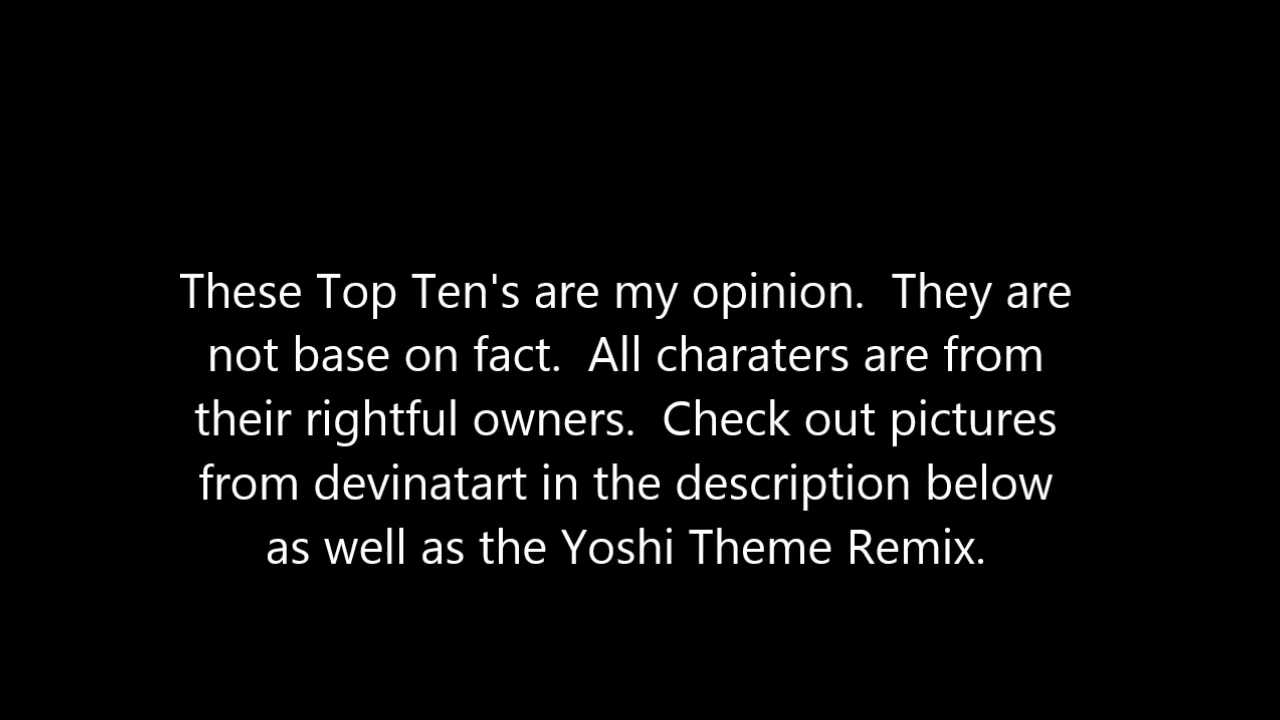 These Top Ten's are my opinion.  They are
not base on fact.  All charaters are from
their rightful owners.  Check out pictures
from devinatart in the description below
as well as the Yoshi Theme Remix.